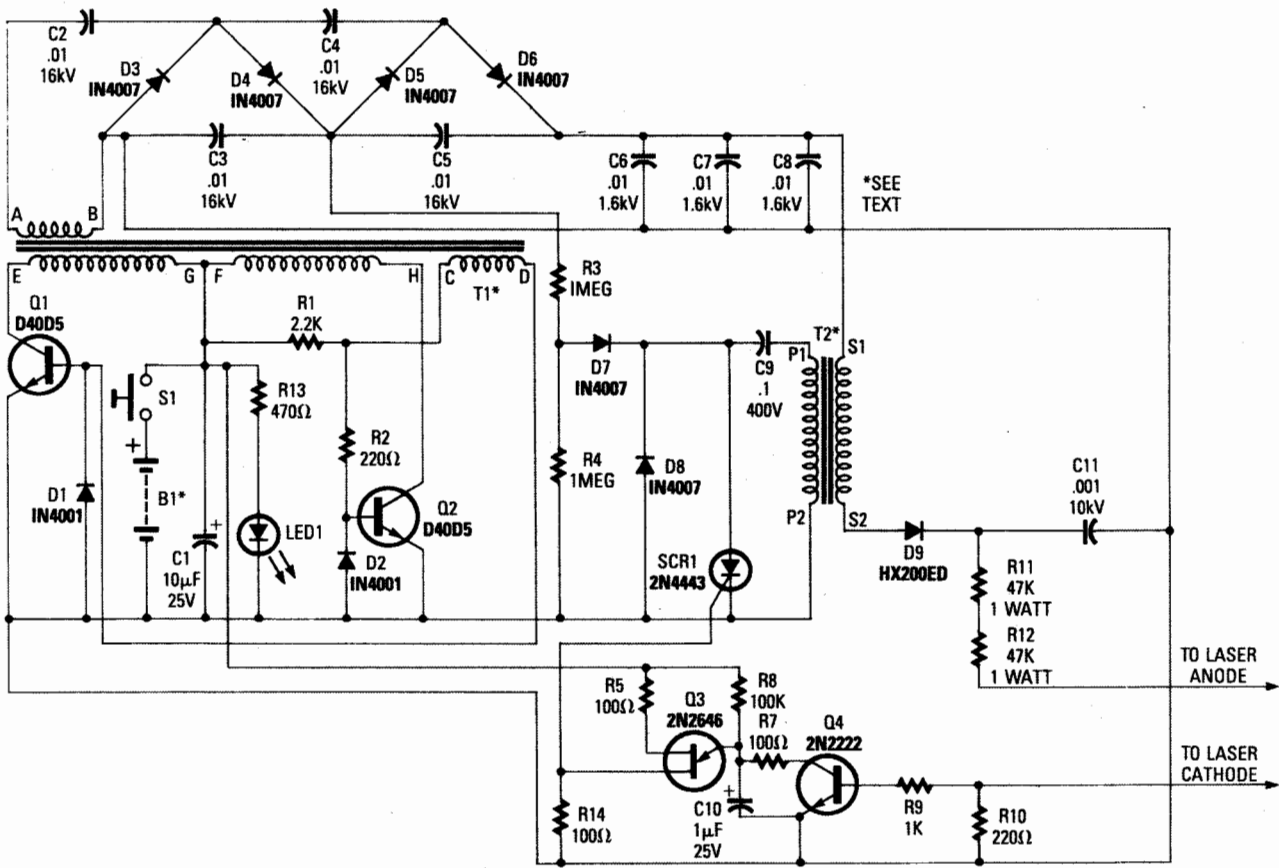 C2
.01
16kV
D3
IN4007
D4
IN4007
C4
.01
16kV
D5
IN4007
D6
IN4007
C3
.01
16kV
C5
.01
16kV
C6
.01
1.6kV
C7
.01
1.6kV
C8
.01
1.6kV
*SEE
TEXT
A
B
E
G
F
H
C
D
T1*
Q1
D40D5
R1
2.2K
R3
IMEG
D7
IN4007
C9
.1
400V
T2*
P1
S1
P2
S2
S1
+
B1*
R13
470Ω
R2
220Ω
R4
1MEG
D8
IN4007
D1
IN4001
+
C1
10μF
25V
LED1
D2
IN4001
Q2
D40D5
SCR1
2N4443
D9
HX200ED
C11
.001
10kV
R11
47K
1 WATT
R12
47K
1 WATT
TO LASER
ANODE
R5
100Ω
Q3
2N2646
R8
100K
R7
100Ω
Q4
2N2222
TO LASER
CATHODE
R14
100Ω
+
C10
1μF
25V
R9
1K
R10
220Ω